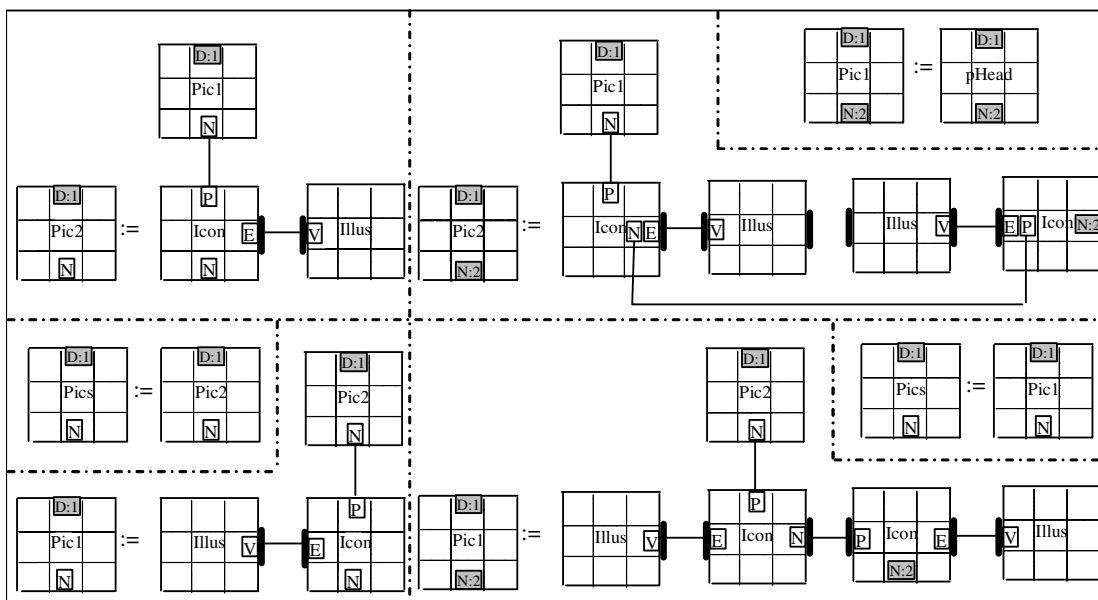 D:1
Pic1
N
D:1
Pic2
N
:=
P
Icon
E
N
V
Illus
D:1
Pic1
N
D:1
Pic2
N:2
:=
P
Icon
N E
V
Illus
Illus
V
E P Icon N:2
D:1
Pic1
N:2
:=
D:1
pHead
N:2
D:1
Pics
N
:=
D:1
Pic2
N
D:1
Pic2
N
D:1
Pic1
N
:=
Illus
V
P
E
Icon
N
D:1
Pic2
N
D:1
Pics
N
:=
D:1
Pic1
N
D:1
Pic1
N:2
:=
Illus
V
P
E
Icon
N
P
Icon
E
N:2
V
Illus